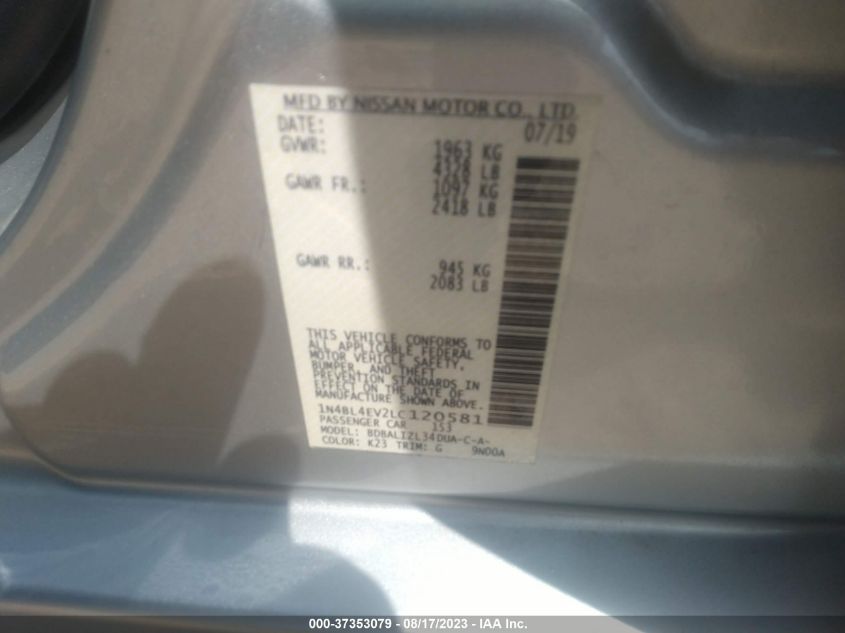 MFD BY NISSAN MOTOR CO., LTD.
DATE: 07/19
GVWR: 1963 KG
4328 LB
GAWR FR.: 1097 KG
2418 LB
GAWR RR.: 945 KG
2083 LB
THIS VEHICLE CONFORMS TO
ALL APPLICABLE FEDERAL
MOTOR VEHICLE SAFETY,
BUMPER, AND THEFT
PREVENTION STANDARDS IN
EFFECT ON THE DATE OF
MANUFACTURE SHOWN ABOVE.
1N4BL4EV2LC120581
PASSENGER CAR 153
MODEL: BDBALIZL34DUA-C-A-
COLOR: K23 TRIM: G 9N00A
000-37353079 - 08/17/2023 - IAA Inc.